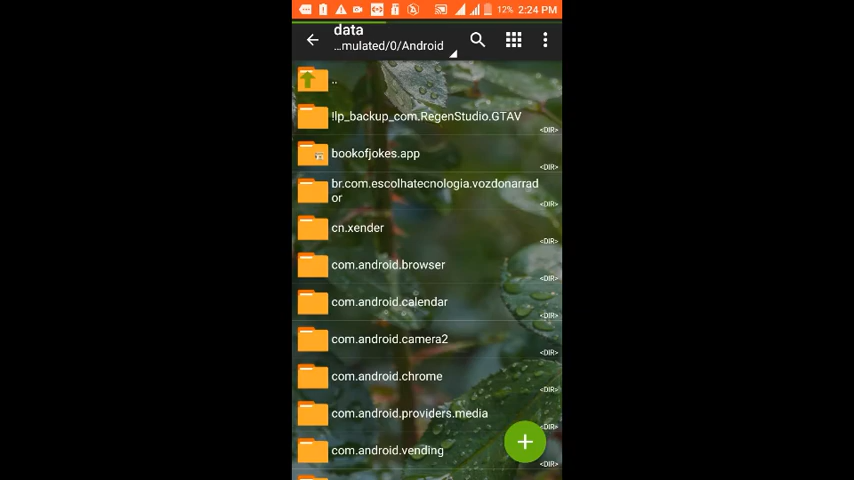 12% 2:24 PM
data
...mulated/0/Android
..
!lp_backup_com.RegenStudio.GTAV
<DIR>
bookofjokes.app
<DIR>
br.com.escolhatecnologia.vozdonarrad
or
<DIR>
cn.xender
<DIR>
com.android.browser
<DIR>
com.android.calendar
<DIR>
com.android.camera2
<DIR>
com.android.chrome
<DIR>
com.android.providers.media
<DIR>
com.android.vending
<DIR>